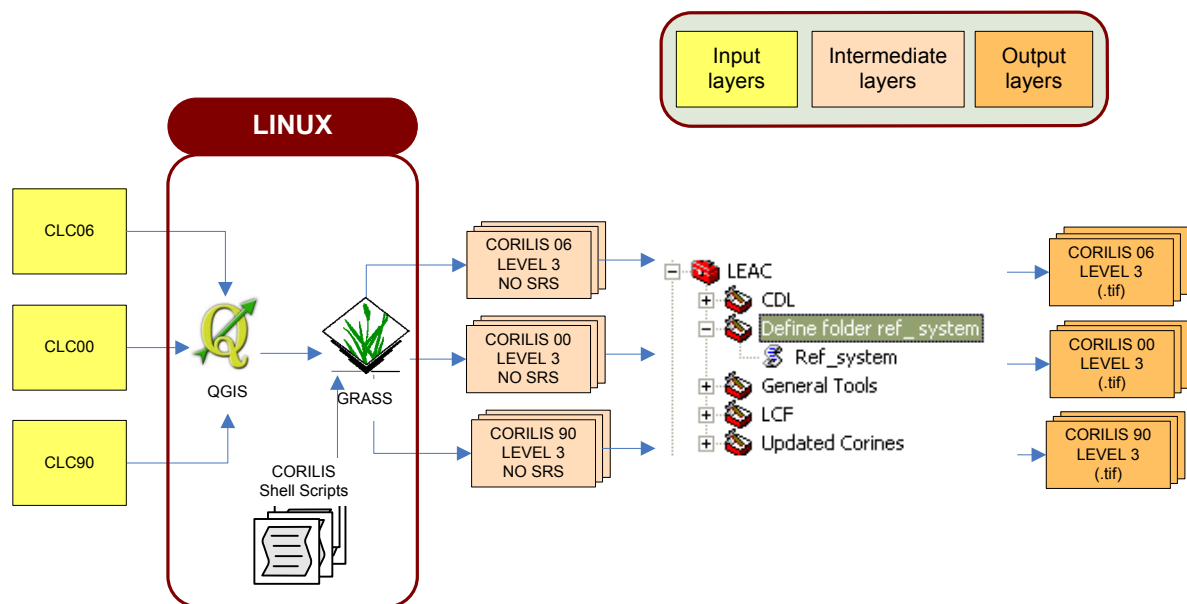 Input
layers
Intermediate
layers
Output
layers
LINUX
CLC06
CLC00
CLC90
QGIS
GRASS
CORILIS
Shell Scripts
CORILIS 06
LEVEL 3
NO SRS
CORILIS 00
LEVEL 3
NO SRS
CORILIS 90
LEVEL 3
NO SRS
LEAC
CDL
Define folder ref_ system
Ref_system
General Tools
LCF
Updated Corines
CORILIS 06
LEVEL 3
(.tif)
CORILIS 00
LEVEL 3
(.tif)
CORILIS 90
LEVEL 3
(.tif)